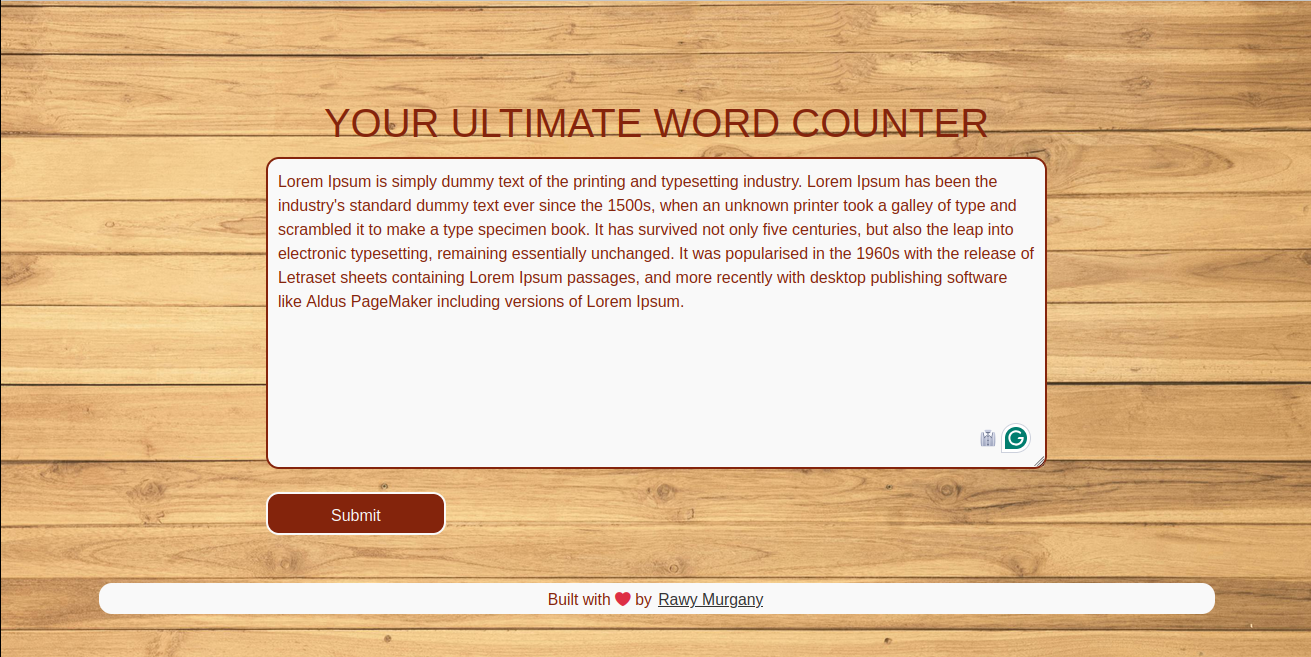 YOUR ULTIMATE WORD COUNTER
Lorem Ipsum is simply dummy text of the printing and typesetting industry. Lorem Ipsum has been the
industry's standard dummy text ever since the 1500s, when an unknown printer took a galley of type and
scrambled it to make a type specimen book. It has survived not only five centuries, but also the leap into
electronic typesetting, remaining essentially unchanged. It was popularised in the 1960s with the release of
Letraset sheets containing Lorem Ipsum passages, and more recently with desktop publishing software
like Aldus PageMaker including versions of Lorem Ipsum.
G
Submit
Built with ❤ by Rawy Murgany